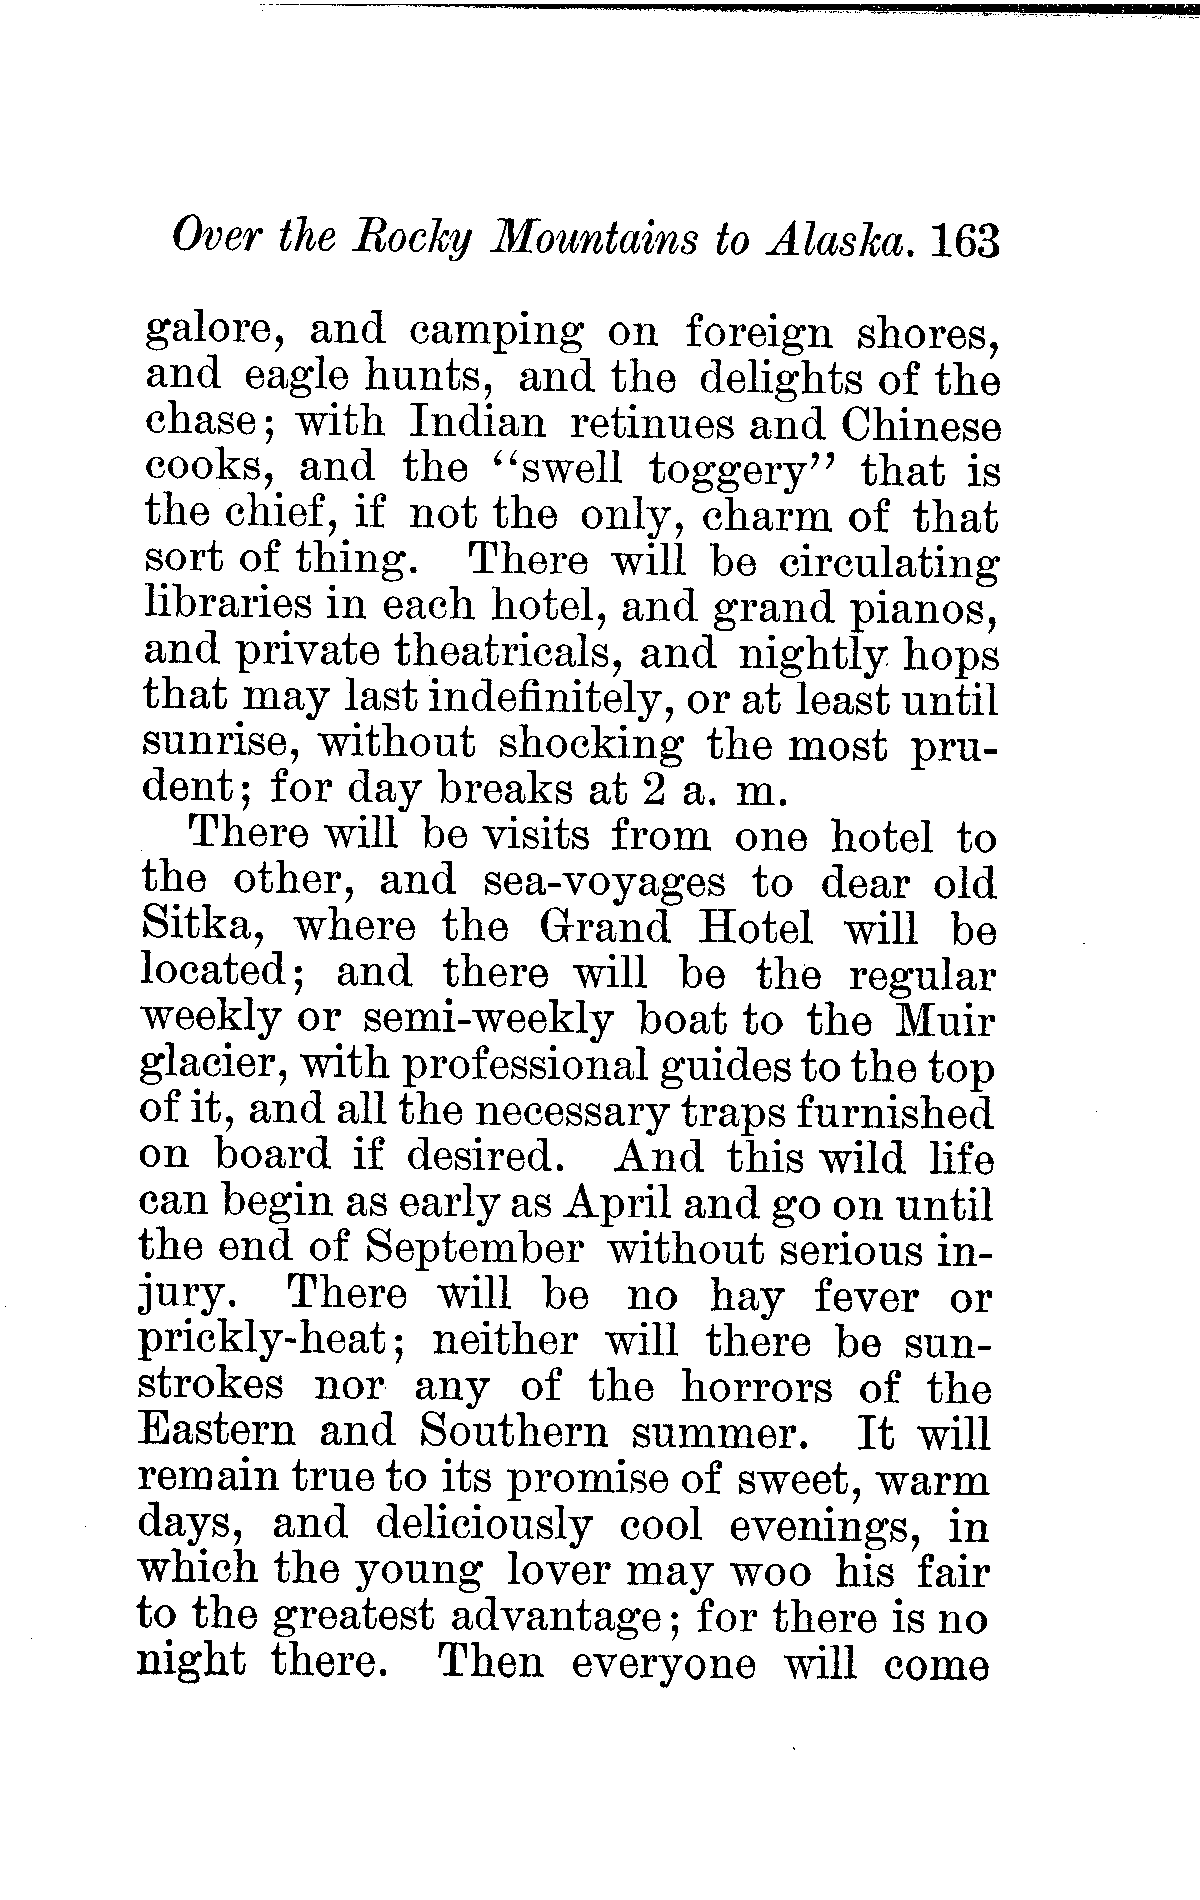 Over the Rocky Mountains to Alaska. 163
galore, and camping on foreign shores,
and eagle hunts, and the delights of the
chase; with Indian retinues and Chinese
cooks, and the “swell toggery” that is
the chief, if not the only, charm of that
sort of thing. There will be circulating
libraries in each hotel, and grand pianos,
and private theatricals, and nightly hops
that may last indefinitely, or at least until
sunrise, without shocking the most pru-
dent; for day breaks at 2 a. m.
There will be visits from one hotel to
the other, and sea-voyages to dear old
Sitka, where the Grand Hotel will be
located; and there will be the regular
weekly or semi-weekly boat to the Muir
glacier, with professional guides to the top
of it, and all the necessary traps furnished
on board if desired. And this wild life
can begin as early as April and go on until
the end of September without serious in-
jury. There will be no hay fever or
prickly-heat; neither will there be sun-
strokes nor any of the horrors of the
Eastern and Southern summer. It will
remain true to its promise of sweet, warm
days, and deliciously cool evenings, in
which the young lover may woo his fair
to the greatest advantage; for there is no
night there. Then everyone will come